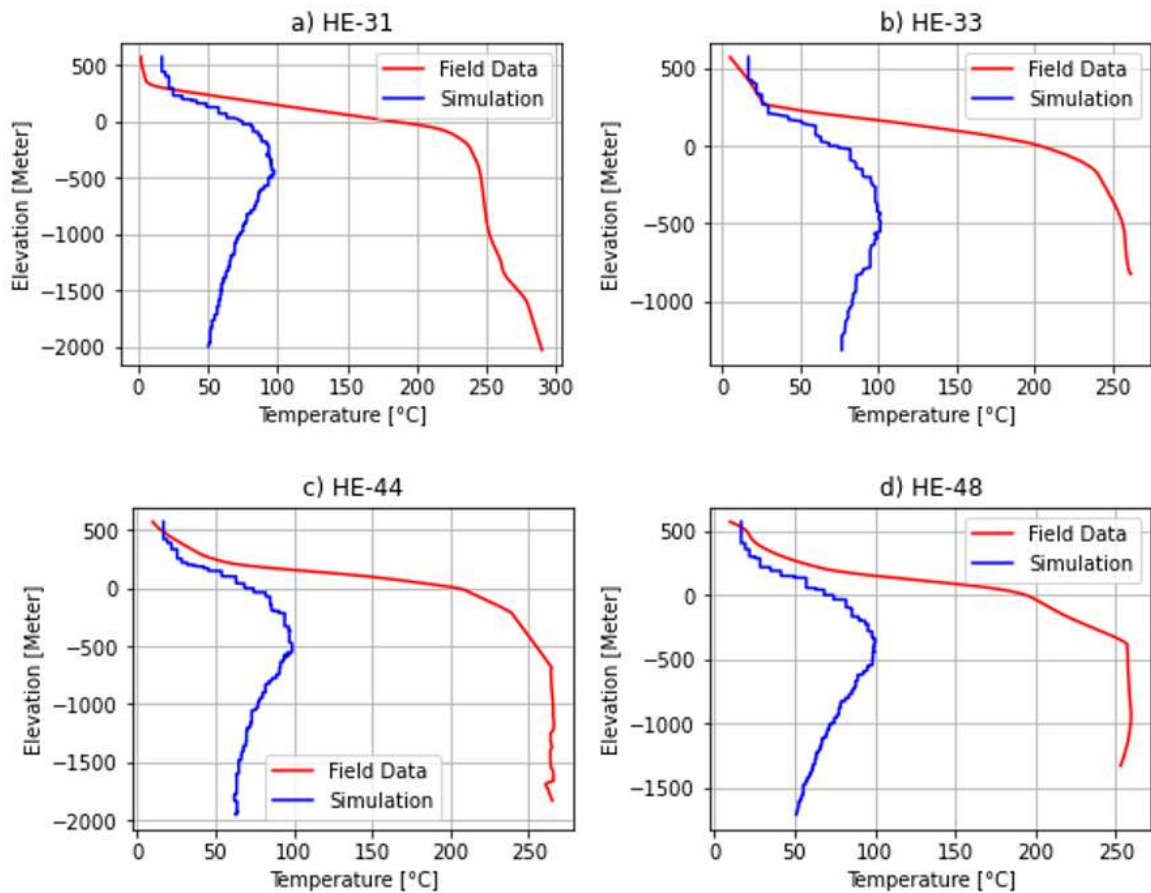 a) HE-31
500
0
−500
−1000
−1500
−2000
Elevation [Meter]
Field Data
Simulation
0 50 100 150 200 250 300
Temperature [°C]
b) HE-33
500
0
−500
−1000
Elevation [Meter]
Field Data
Simulation
0 50 100 150 200 250
Temperature [°C]
c) HE-44
500
0
−500
−1000
−1500
−2000
Elevation [Meter]
Field Data
Simulation
0 50 100 150 200 250
Temperature [°C]
d) HE-48
500
0
−500
−1000
−1500
Elevation [Meter]
Field Data
Simulation
0 50 100 150 200 250
Temperature [°C]